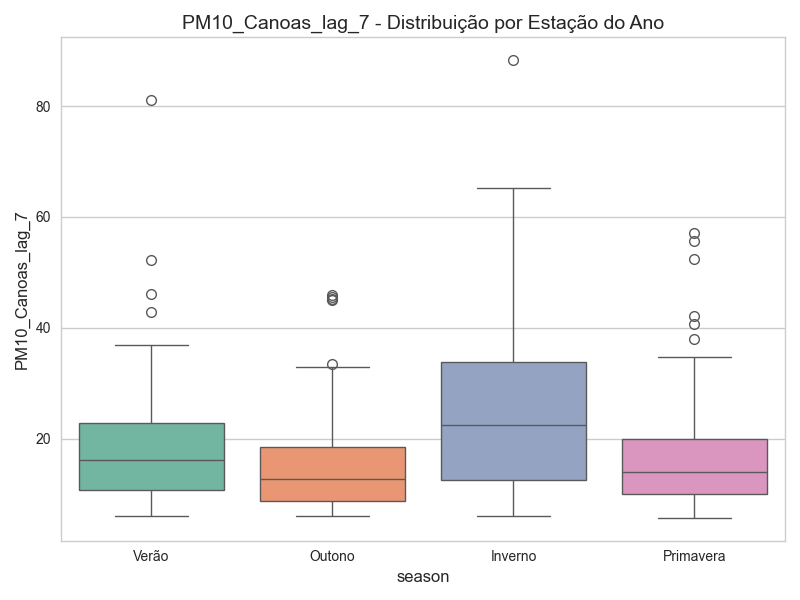 PM10_Canoas_lag_7 - Distribuição por Estação do Ano
PM10_Canoas_lag_7
80
60
40
20
Verão
Outono
Inverno
Primavera
season